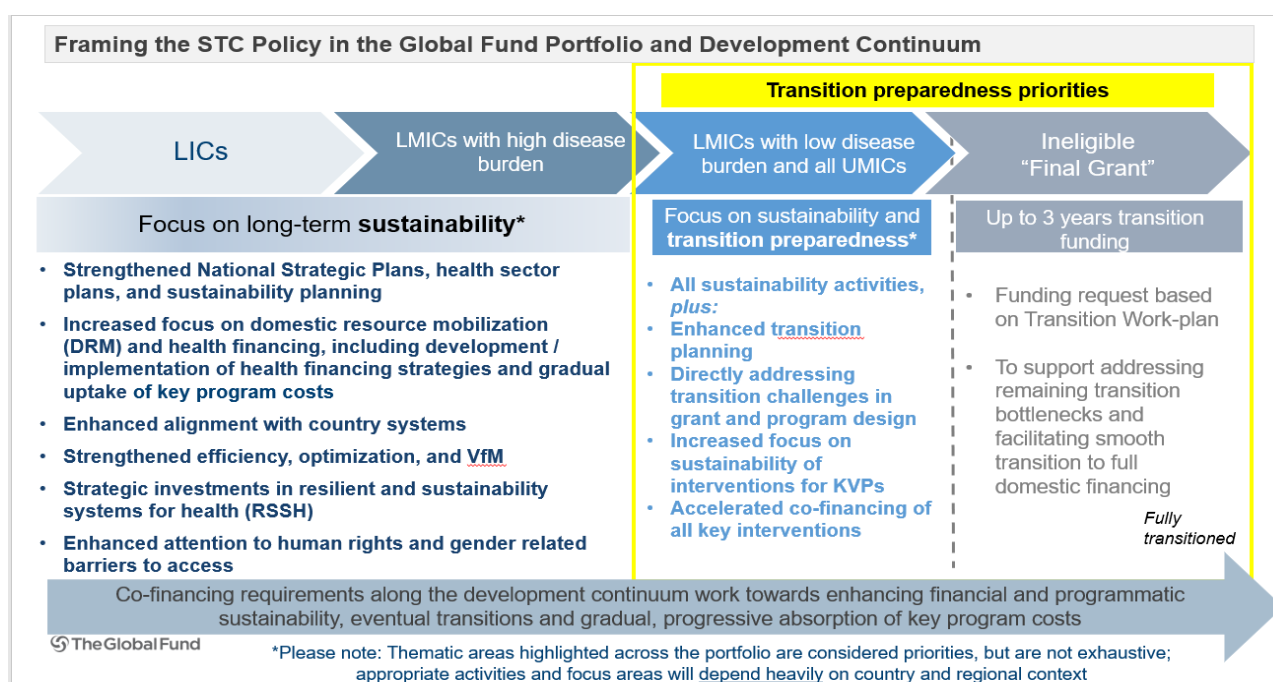 Framing the STC Policy in the Global Fund Portfolio and Development Continuum
Transition preparedness priorities
LICs
LMICs with high disease
burden
LMICs with low disease
burden and all UMICs
Ineligible
“Final Grant”
Focus on long-term sustainability*
• Strengthened National Strategic Plans, health sector
plans, and sustainability planning
• Increased focus on domestic resource mobilization
(DRM) and health financing, including development /
implementation of health financing strategies and gradual
uptake of key program costs
• Enhanced alignment with country systems
• Strengthened efficiency, optimization, and VfM
• Strategic investments in resilient and sustainability
systems for health (RSSH)
• Enhanced attention to human rights and gender related
barriers to access
Focus on sustainability and
transition preparedness*
• All sustainability activities,
plus:
• Enhanced transition
planning
• Directly addressing
transition challenges in
grant and program design
• Increased focus on
sustainability of
interventions for KVPs
• Accelerated co-financing of
all key interventions
Up to 3 years transition
funding
• Funding request based
on Transition Work-plan
• To support addressing
remaining transition
bottlenecks and
facilitating smooth
transition to full
domestic financing
Fully
transitioned
Co-financing requirements along the development continuum work towards enhancing financial and programmatic
sustainability, eventual transitions and gradual, progressive absorption of key program costs
TheGlobalFund
*Please note: Thematic areas highlighted across the portfolio are considered priorities, but are not exhaustive;
appropriate activities and focus areas will depend heavily on country and regional context